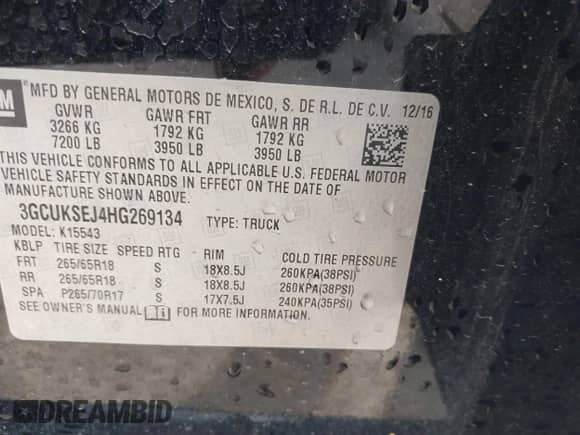 GM
MFD BY GENERAL MOTORS DE MEXICO, S. DE R.L. DE C.V. 12/16
GVWR GAWR FRT GAWR RR
3266 KG 1792 KG 1792 KG
7200 LB 3950 LB 3950 LB
THIS VEHICLE CONFORMS TO ALL APPLICABLE U.S. FEDERAL MOTOR
VEHICLE SAFETY STANDARDS IN EFFECT ON THE DATE OF
MANUFACTURE SHOWN ABOVE.
3GCUKSEJ4HG269134 TYPE: TRUCK
MODEL: K15543
KBLP TIRE SIZE SPEED RTG RIM COLD TIRE PRESSURE
FRT 265/65R18 S 18X8.5J 260KPA(38PSI)
RR 265/65R18 S 18X8.5J 260KPA(38PSI)
SPA P265/70R17 S 17X7.5J 240KPA(35PSI)
SEE OWNER'S MANUAL FOR MORE INFORMATION.
DREAMBID